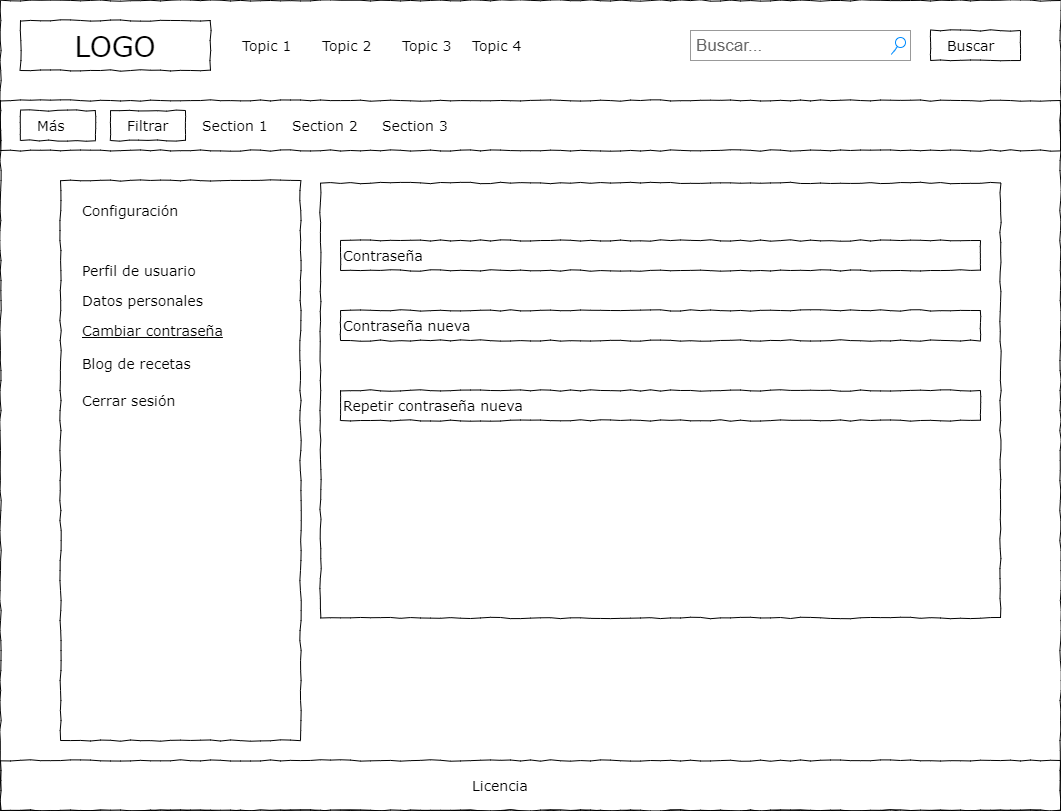 LOGO
Topic 1
Topic 2
Topic 3
Topic 4
Buscar...
Buscar
Más
Filtrar
Section 1
Section 2
Section 3
Configuración
Perfil de usuario
Datos personales
Cambiar contraseña
Blog de recetas
Cerrar sesión
Contraseña
Contraseña nueva
Repetir contraseña nueva
Licencia